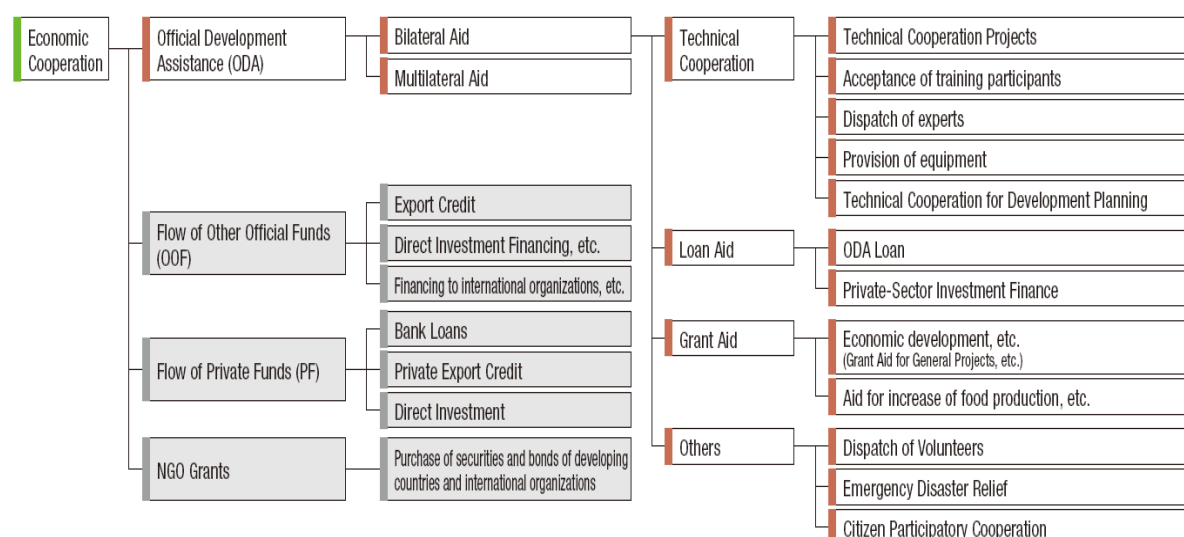 Economic
Cooperation
Official Development
Assistance (ODA)
Bilateral Aid
Multilateral Aid
Technical
Cooperation
Technical Cooperation Projects
Acceptance of training participants
Dispatch of experts
Provision of equipment
Technical Cooperation for Development Planning
Flow of Other Official Funds
(OOF)
Export Credit
Direct Investment Financing, etc.
Financing to international organizations, etc.
Loan Aid
ODA Loan
Private-Sector Investment Finance
Flow of Private Funds (PF)
Bank Loans
Private Export Credit
Direct Investment
Grant Aid
Economic development, etc.
(Grant Aid for General Projects, etc.)
Aid for increase of food production, etc.
NGO Grants
Purchase of securities and bonds of developing
countries and international organizations
Others
Dispatch of Volunteers
Emergency Disaster Relief
Citizen Participatory Cooperation